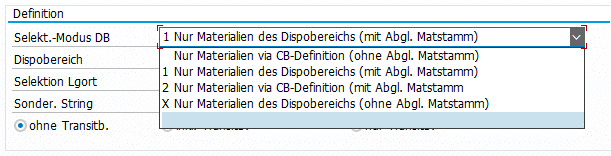 Definition
Selekt.-Modus DB
1 Nur Materialien des Dispobereichs (mit Abgl. Matstamm)
Nur Materialien via CB-Definition (ohne Abgl. Matstamm)
Dispobereich
1 Nur Materialien des Dispobereichs (mit Abgl. Matstamm)
Selektion Lgort
2 Nur Materialien via CB-Definition (mit Abgl. Matstamm
Sonder. String
X Nur Materialien des Dispobereichs (ohne Abgl. Matstamm)
ohne Transitb.